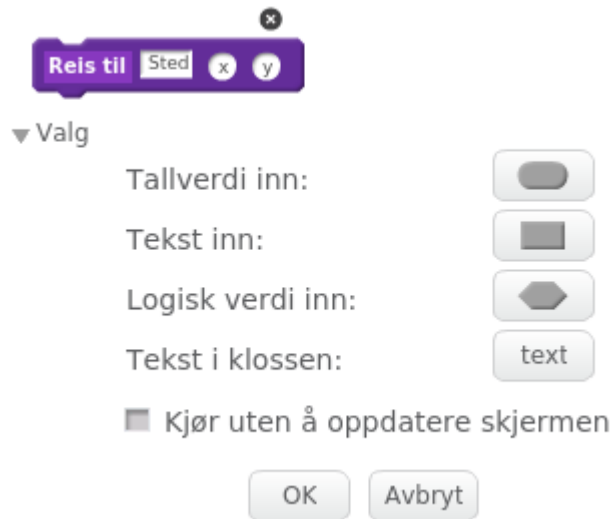 Reis til Sted x y
Valg
Tallverdi inn:
Tekst inn:
Logisk verdi inn:
Tekst i klossen: text
Kjør uten å oppdatere skjermen
OK Avbryt